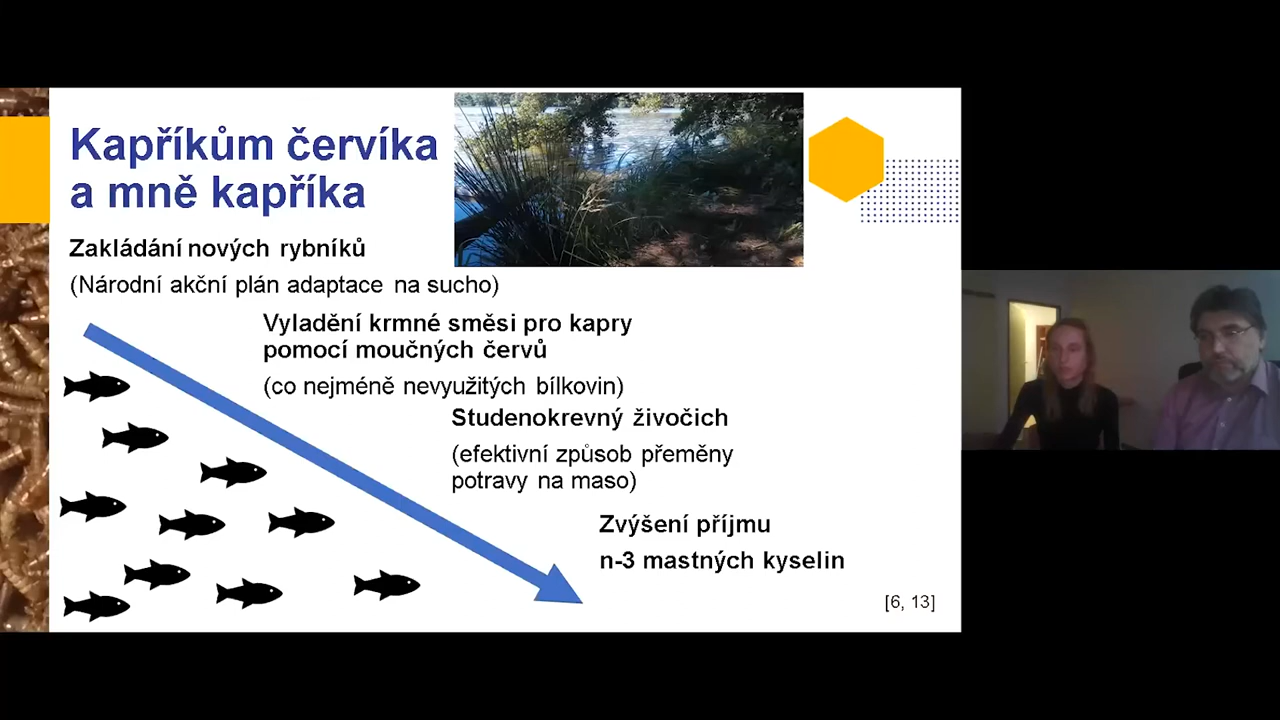 Kapříkům červíka
a mně kapříka
Zakládání nových rybníků
(Národní akční plán adaptace na sucho)
Vyladění krmné směsi pro kapry
pomocí moučných červů
(co nejméně nevyužitých bílkovin)
Studenokrevný živočich
(efektivní způsob přeměny
potravy na maso)
Zvýšení příjmu
n-3 mastných kyselin
[6, 13]